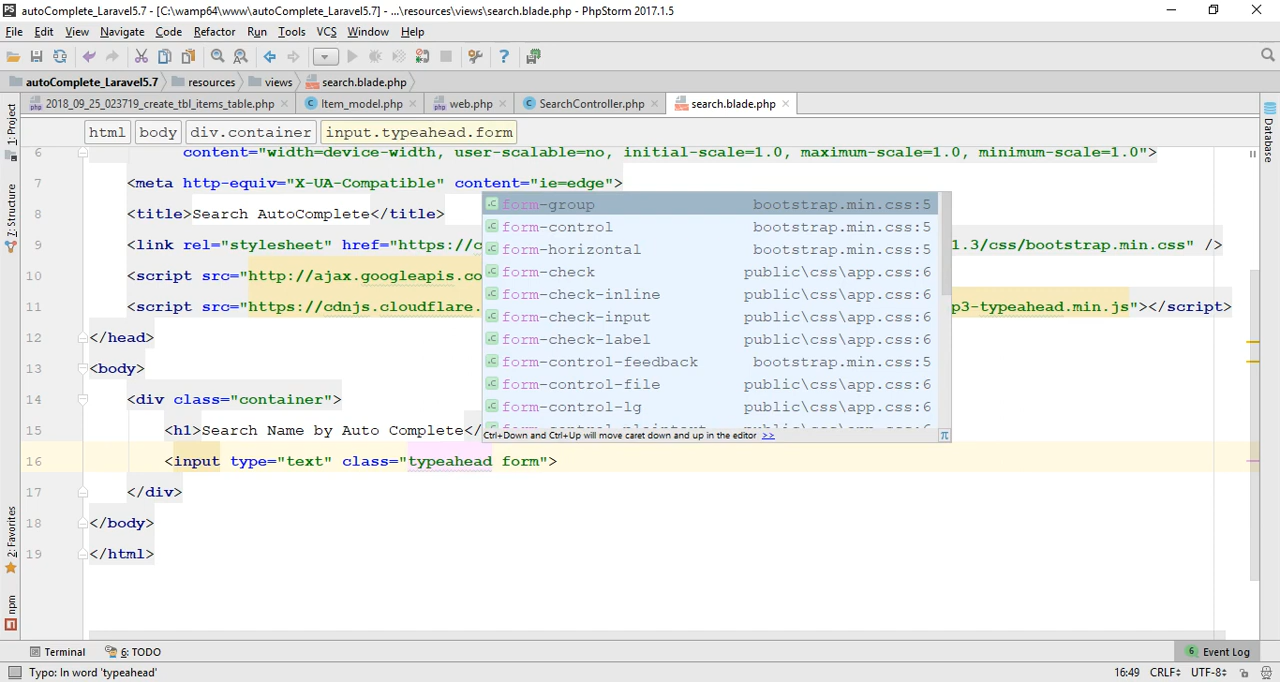 autoComplete_Laravel5.7 - [C:\wamp64\www\autoComplete_Laravel5.7] - ...\resources\views\search.blade.php - PhpStorm 2017.1.5
File Edit View Navigate Code Refactor Run Tools VCS Window Help
autoComplete_Laravel5.7 resources views search.blade.php
2018_09_25_023719_create_tbl_items_table.php Item_model.php web.php SearchController.php search.blade.php
html body div.container input.typeahead.form
6 content="width=device-width, user-scalable=no, initial-scale=1.0, maximum-scale=1.0, minimum-scale=1.0">
7 <meta http-equiv="X-UA-Compatible" content="ie=edge">
8 <title>Search AutoComplete</title>
9 <link rel="stylesheet" href="https://c 1.3/css/bootstrap.min.css" />
10 <script src="http://ajax.googleapis.co
11 <script src="https://cdnjs.cloudflare. p3-typeahead.min.js"></script>
12 </head>
13 <body>
14 <div class="container">
15 <h1>Search Name by Auto Complete</
16 <input type="text" class="typeahead form">
17 </div>
18 </body>
19 </html>
form-group bootstrap.min.css:5
form-control bootstrap.min.css:5
form-horizontal bootstrap.min.css:5
form-check public\css\app.css:6
form-check-inline public\css\app.css:6
form-check-input public\css\app.css:6
form-check-label public\css\app.css:6
form-control-feedback bootstrap.min.css:5
form-control-file public\css\app.css:6
form-control-lg public\css\app.css:6
Ctrl+Down and Ctrl+Up will move caret down and up in the editor >> π
1: Project
7: Structure
2: Favorites
npm
Database
Terminal 6: TODO 6 Event Log
Typo: In word 'typeahead' 16:49 CRLF UTF-8